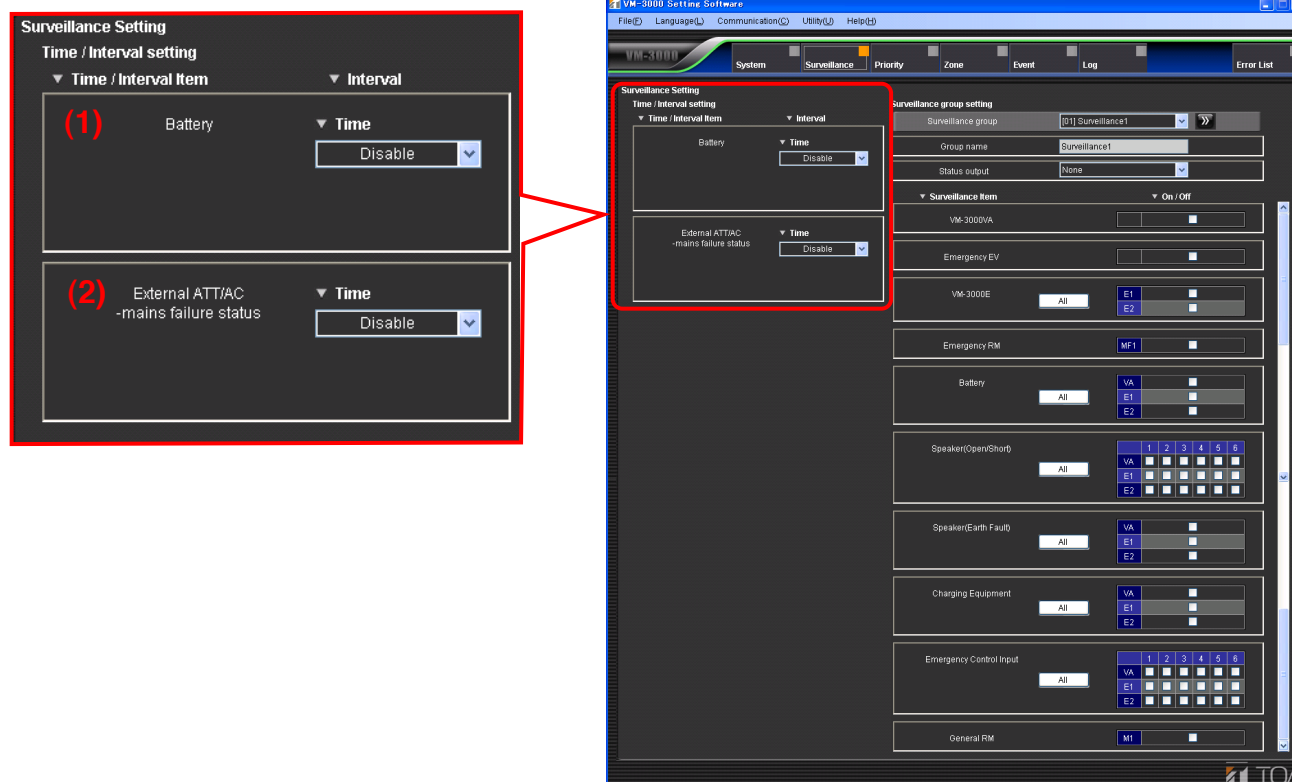 Surveillance Setting
Time / Interval setting
▼ Time / Interval Item ▼ Interval
(1) Battery ▼ Time
Disable
(2) External ATT/AC ▼ Time
-mains failure status Disable
VM-3000 Setting Software
File(F) Language(L) Communication(C) Utility(U) Help(H)
VM-3000 System Surveillance Priority Zone Event Log Error List
Surveillance Setting
Time / Interval setting
▼ Time / Interval Item ▼ Interval
Battery ▼ Time
Disable
External ATT/AC ▼ Time
-mains failure status Disable
Surveillance group setting
Surveillance group [01] Surveillance1
Group name Surveillance1
Status output None
▼ Surveillance Item ▼ On / Off
VM-3000VA
Emergency EV
VM-3000E All E1
E2
Emergency RM MF1
Battery VA
All E1
E2
Speaker(Open/Short) 1 2 3 4 5 6
VA
All E1
E2
Speaker(Earth Fault) VA
All E1
E2
Charging Equipment VA
All E1
E2
Emergency Control Input 1 2 3 4 5 6
VA
All E1
E2
General RM M1